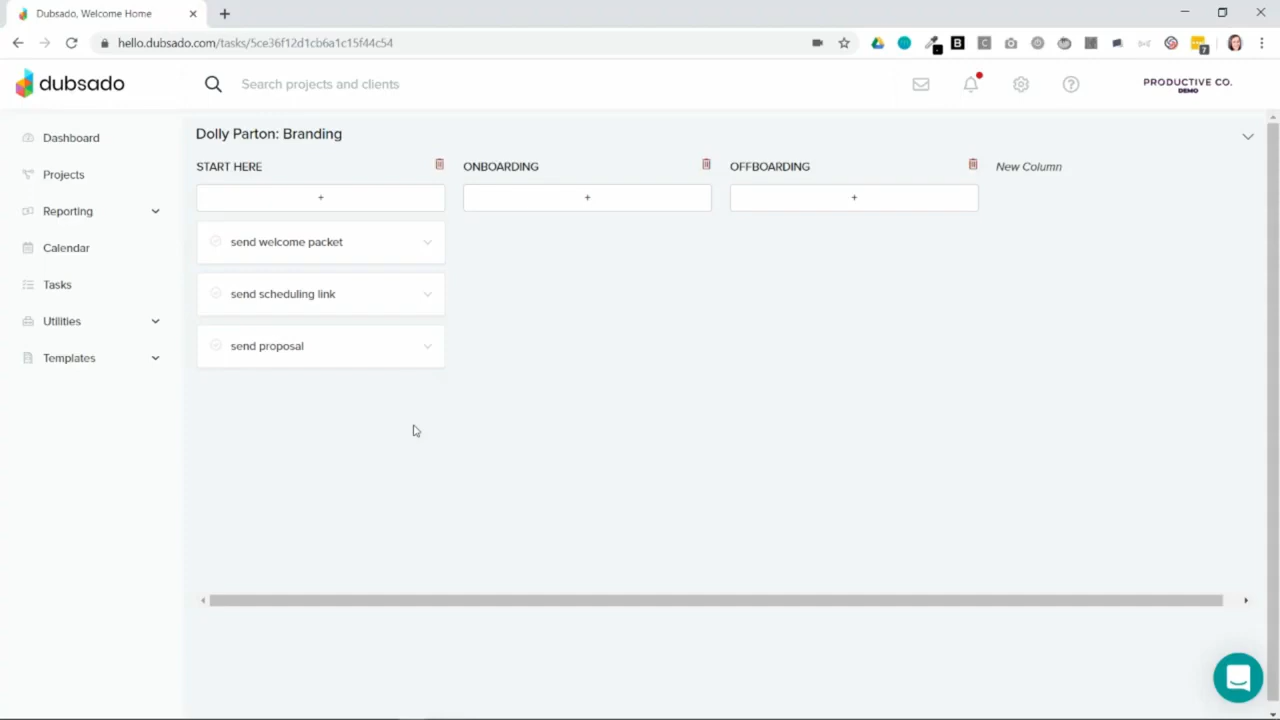 Dubsado, Welcome Home
hello.dubsado.com/tasks/5ce36f12d1cb6a1c15f44c54
dubsado
Search projects and clients
PRODUCTIVE CO.
DEMO
Dashboard
Projects
Reporting
Calendar
Tasks
Utilities
Templates
Dolly Parton: Branding
START HERE
ONBOARDING
OFFBOARDING
New Column
+
+
+
send welcome packet
send scheduling link
send proposal